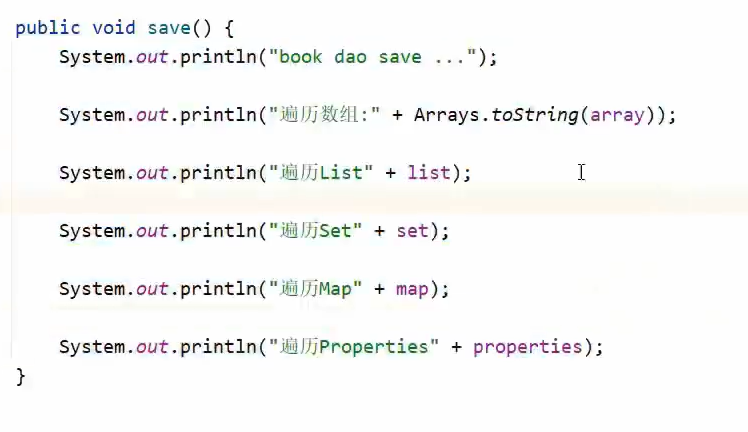 public void save() {
System.out.println("book dao save ...");
System.out.println("遍历数组:" + Arrays.toString(array));
System.out.println("遍历List" + list);
System.out.println("遍历Set" + set);
System.out.println("遍历Map" + map);
System.out.println("遍历Properties" + properties);
}